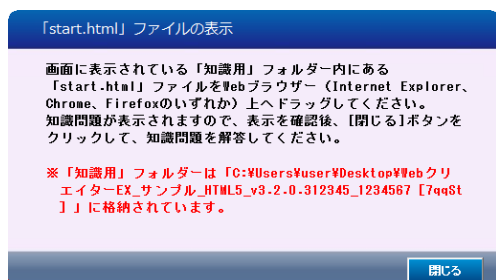 「start.html」ファイルの表示
画面に表示されている「知識用」フォルダー内にある
「start.html」ファイルをWebブラウザー（Internet Explorer、
Chrome、Firefoxのいずれか）上へドラッグしてください。
知識問題が表示されますので、表示を確認後、[閉じる]ボタンを
クリックして、知識問題を解答してください。
※「知識用」フォルダーは「C:¥Users¥user¥Desktop¥Webクリ
エイターEX_サンプル_HTML5_v3.2.0.312345_1234567 [7qqSt
] 」に格納されています。
閉じる